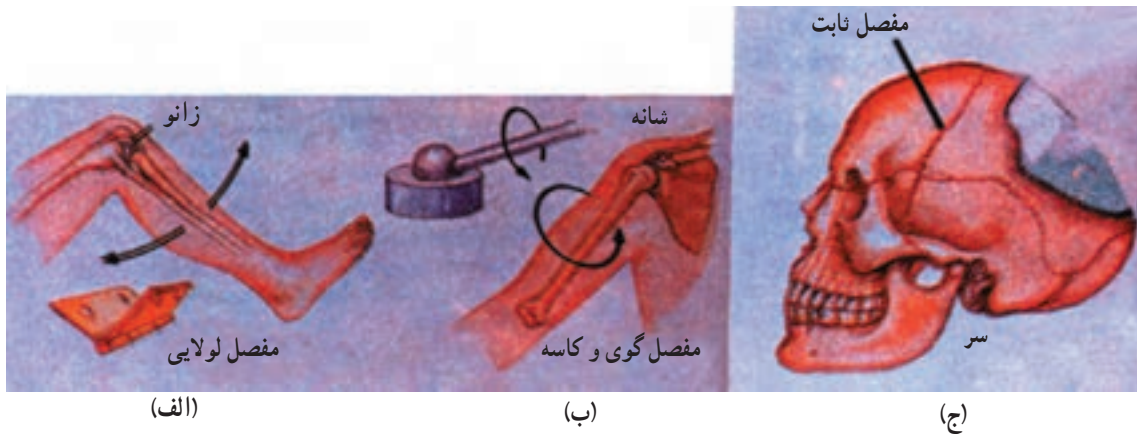 مفصل ثابت
شانه
زانو
سر
مفصل گوی و کاسه
مفصل لولایی
(ج)
(ب)
(الف)